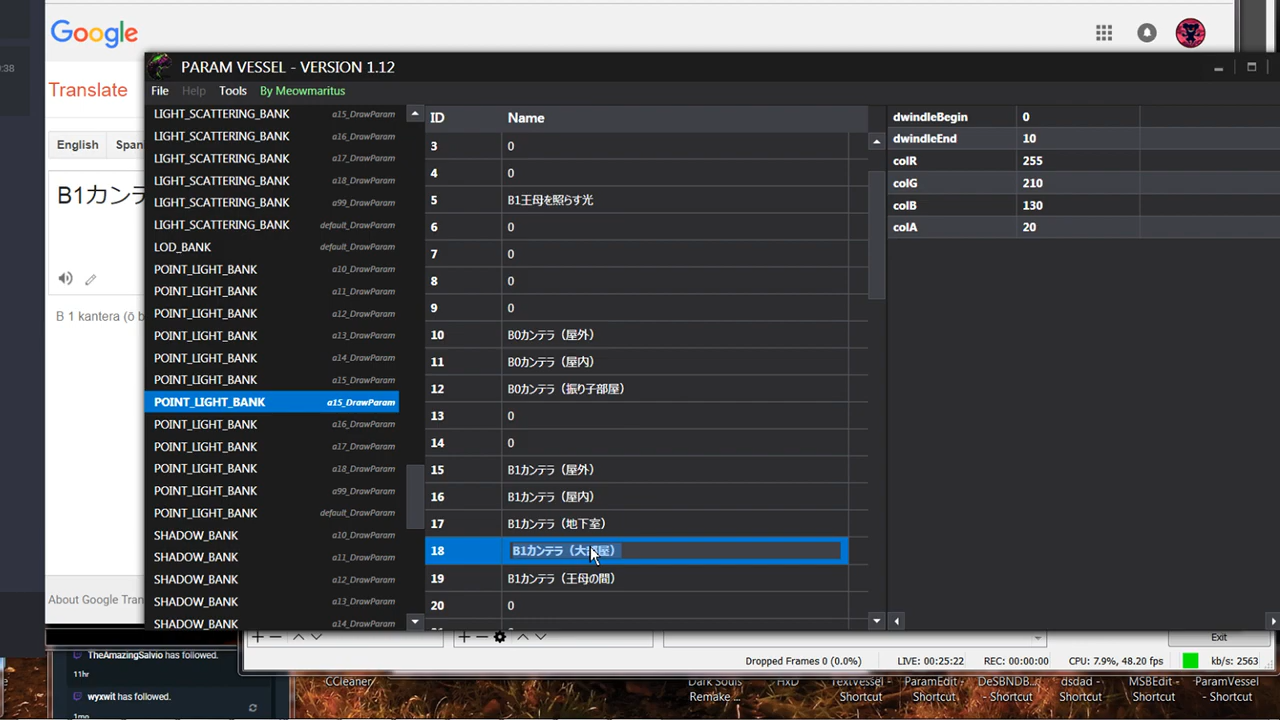 :38
Google
Translate
English
Span
B1カンテ
B 1 kantera (ō b
About Google Tran
PARAM VESSEL - VERSION 1.12
File Help Tools By Meowmaritus
LIGHT_SCATTERING_BANK a15_DrawParam
LIGHT_SCATTERING_BANK a16_DrawParam
LIGHT_SCATTERING_BANK a17_DrawParam
LIGHT_SCATTERING_BANK a18_DrawParam
LIGHT_SCATTERING_BANK a99_DrawParam
LIGHT_SCATTERING_BANK default_DrawParam
LOD_BANK default_DrawParam
POINT_LIGHT_BANK a10_DrawParam
POINT_LIGHT_BANK a11_DrawParam
POINT_LIGHT_BANK a12_DrawParam
POINT_LIGHT_BANK a13_DrawParam
POINT_LIGHT_BANK a14_DrawParam
POINT_LIGHT_BANK a15_DrawParam
POINT_LIGHT_BANK a15_DrawParam
POINT_LIGHT_BANK a16_DrawParam
POINT_LIGHT_BANK a17_DrawParam
POINT_LIGHT_BANK a18_DrawParam
POINT_LIGHT_BANK a99_DrawParam
POINT_LIGHT_BANK default_DrawParam
SHADOW_BANK a10_DrawParam
SHADOW_BANK a11_DrawParam
SHADOW_BANK a12_DrawParam
SHADOW_BANK a13_DrawParam
SHADOW_BANK a14_DrawParam
ID Name
3 0
4 0
5 B1王母を照らす光
6 0
7 0
8 0
9 0
10 B0カンテラ（屋外）
11 B0カンテラ（屋内）
12 B0カンテラ（振り子部屋）
13 0
14 0
15 B1カンテラ（屋外）
16 B1カンテラ（屋内）
17 B1カンテラ（地下室）
18 B1カンテラ（大部屋）
19 B1カンテラ（王母の間）
20 0
dwindleBegin 0
dwindleEnd 10
colR 255
colG 210
colB 130
colA 20
Exit
Dropped Frames 0 (0.0%) LIVE: 00:25:22 REC: 00:00:00 CPU: 7.9%, 48.20 fps kb/s: 2563
TheAmazingSalvio has followed.
11hr
wyxwit has followed.
1mo
CCleaner
Dark Souls
Remake...
HxD
TextVessel -
Shortcut
ParamEdit -
Shortcut
DeSBNDB...
- Shortcut
dsdad -
Shortcut
MSBEdit -
Shortcut
ParamVessel
- Shortcut